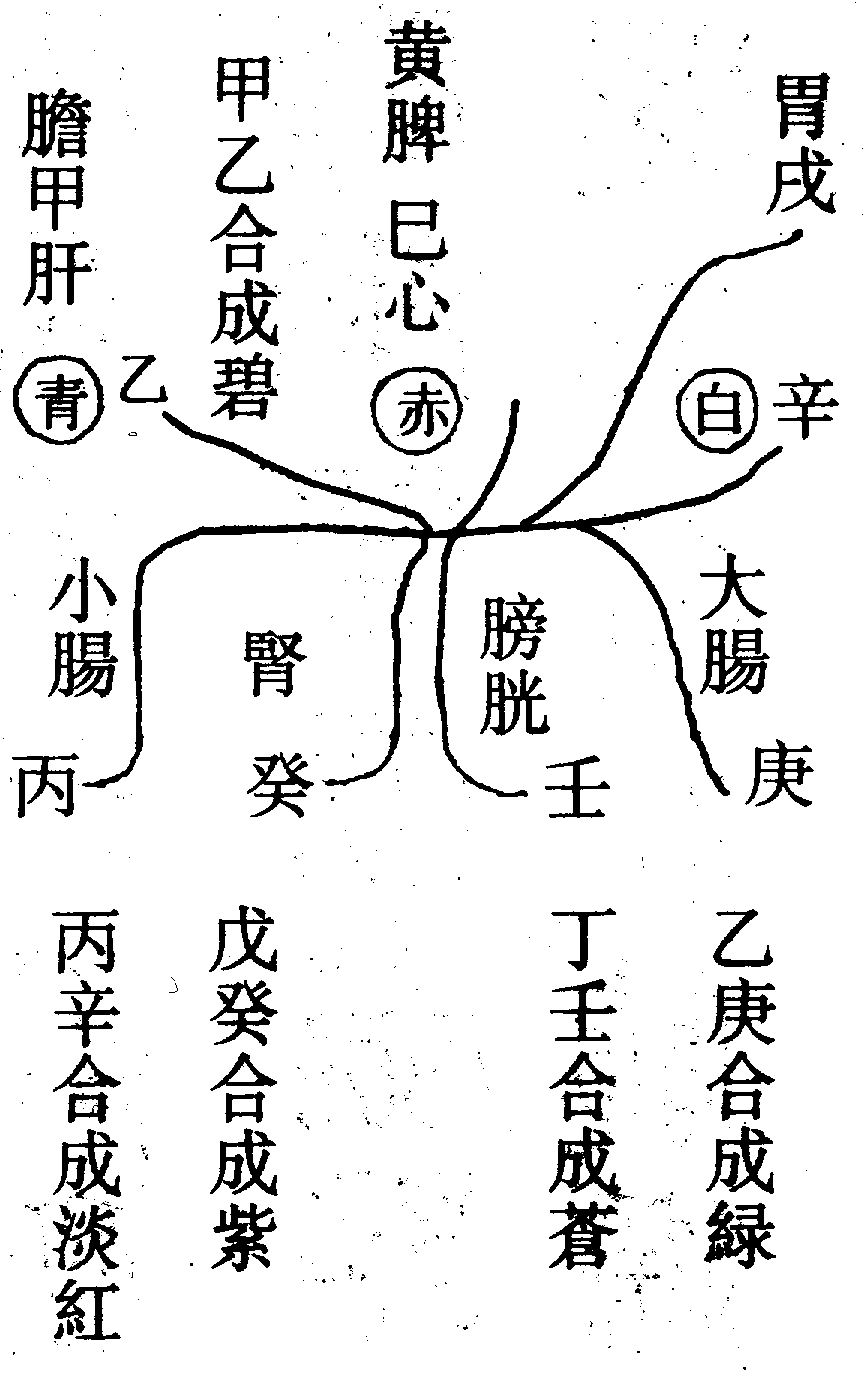 胃戌
白
辛
黄脾
巳心
赤
甲乙合成碧
膽甲肝
青
乙
大腸
庚
膀胱
壬
腎
癸
小腸
丙
乙庚合成緑
丁壬合成蒼
戊癸合成紫
丙辛合成淡紅